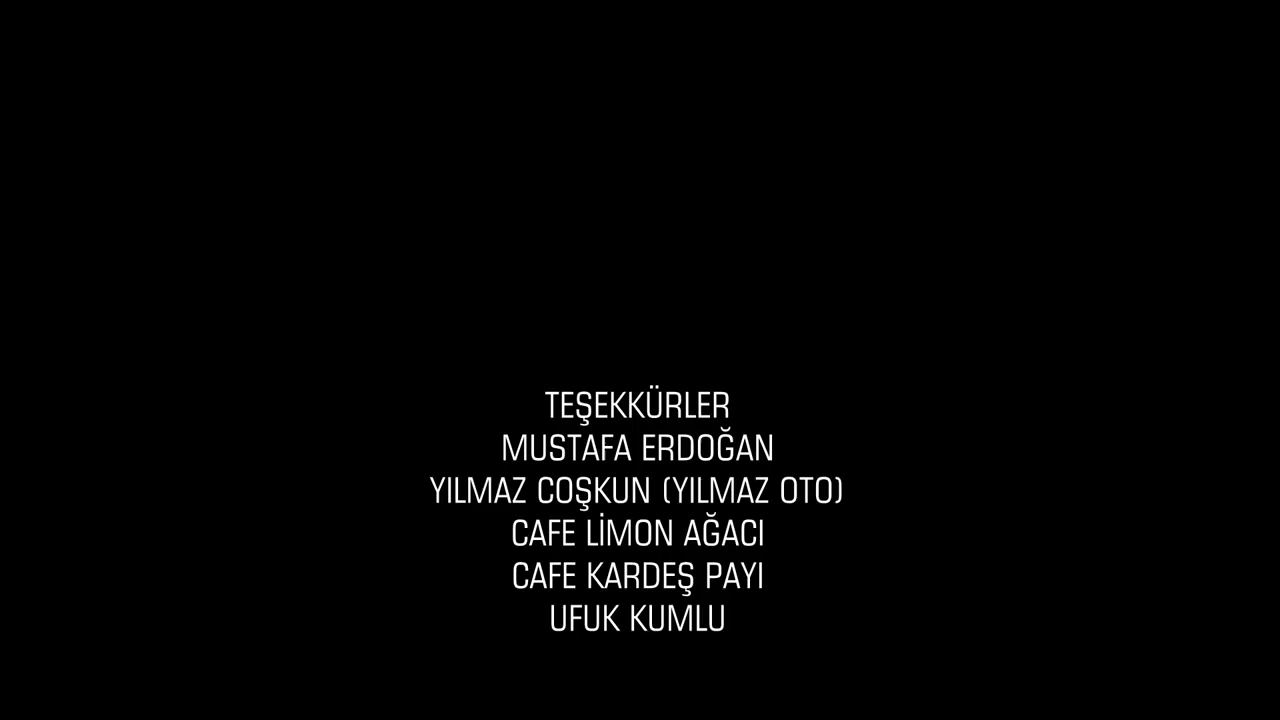 TEŞEKKÜRLER
MUSTAFA ERDOĞAN
YILMAZ COŞKUN (YILMAZ OTO)
CAFE LİMON AĞACI
CAFE KARDEŞ PAYI
UFUK KUMLU